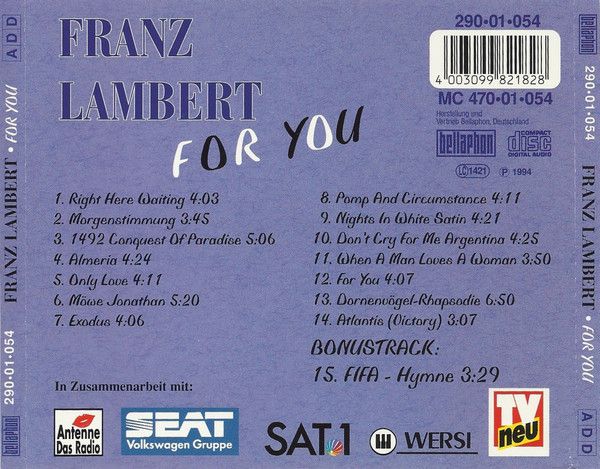 FRANZ
LAMBERT
FOR YOU
290•01•054
4 003099 821828
MC 470•01•054
Herstellung und
Vertrieb Bellaphon, Deutschland
bellaphon
COMPACT
disc
DIGITAL AUDIO
LC 1421
P 1994
1. Right Here Waiting 4:03
2. Morgenstimmung 3:45
3. 1492 Conquest Of Paradise 5:06
4. Almeria 4:24
5. Only Love 4:11
6. Möwe Jonathan 5:20
7. Exodus 4:06
8. Pomp And Circumstance 4:11
9. Nights In White Satin 4:21
10. Don't Cry For Me Argentina 4:25
11. When A Man Loves A Woman 3:50
12. For You 4:07
13. Dornenvögel-Rhapsodie 6:50
14. Atlantis (Victory) 3:07
BONUSTRACK:
15. FIFA - Hymne 3:29
In Zusammenarbeit mit:
Antenne
Das Radio
SEAT
Volkswagen Gruppe
SAT.1
WERSI
TV
neu
bellaphon 290•01•054 FRANZ LAMBERT • FOR YOU ADD
bellaphon 290•01•054 FRANZ LAMBERT • FOR YOU ADD